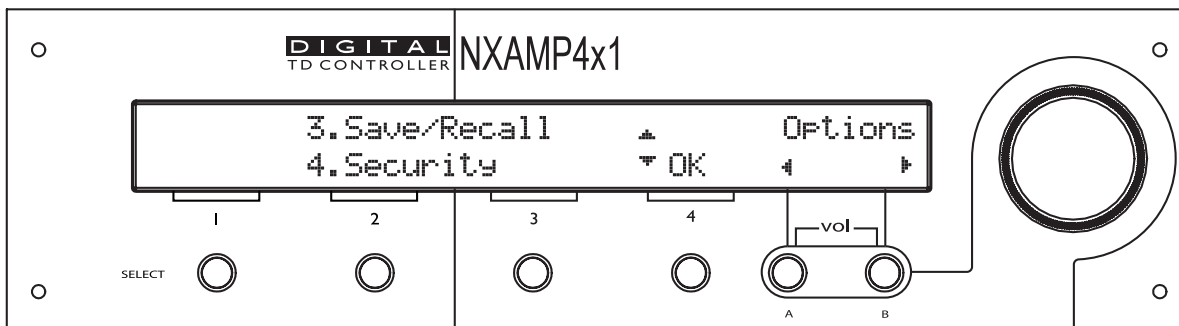 DIGITAL
TD CONTROLLER
NXAMP4x1
3.Save/Recall ▲ Options
4.Security ▼ OK ◀ ▶
1 2 3 4
vol
SELECT
A B